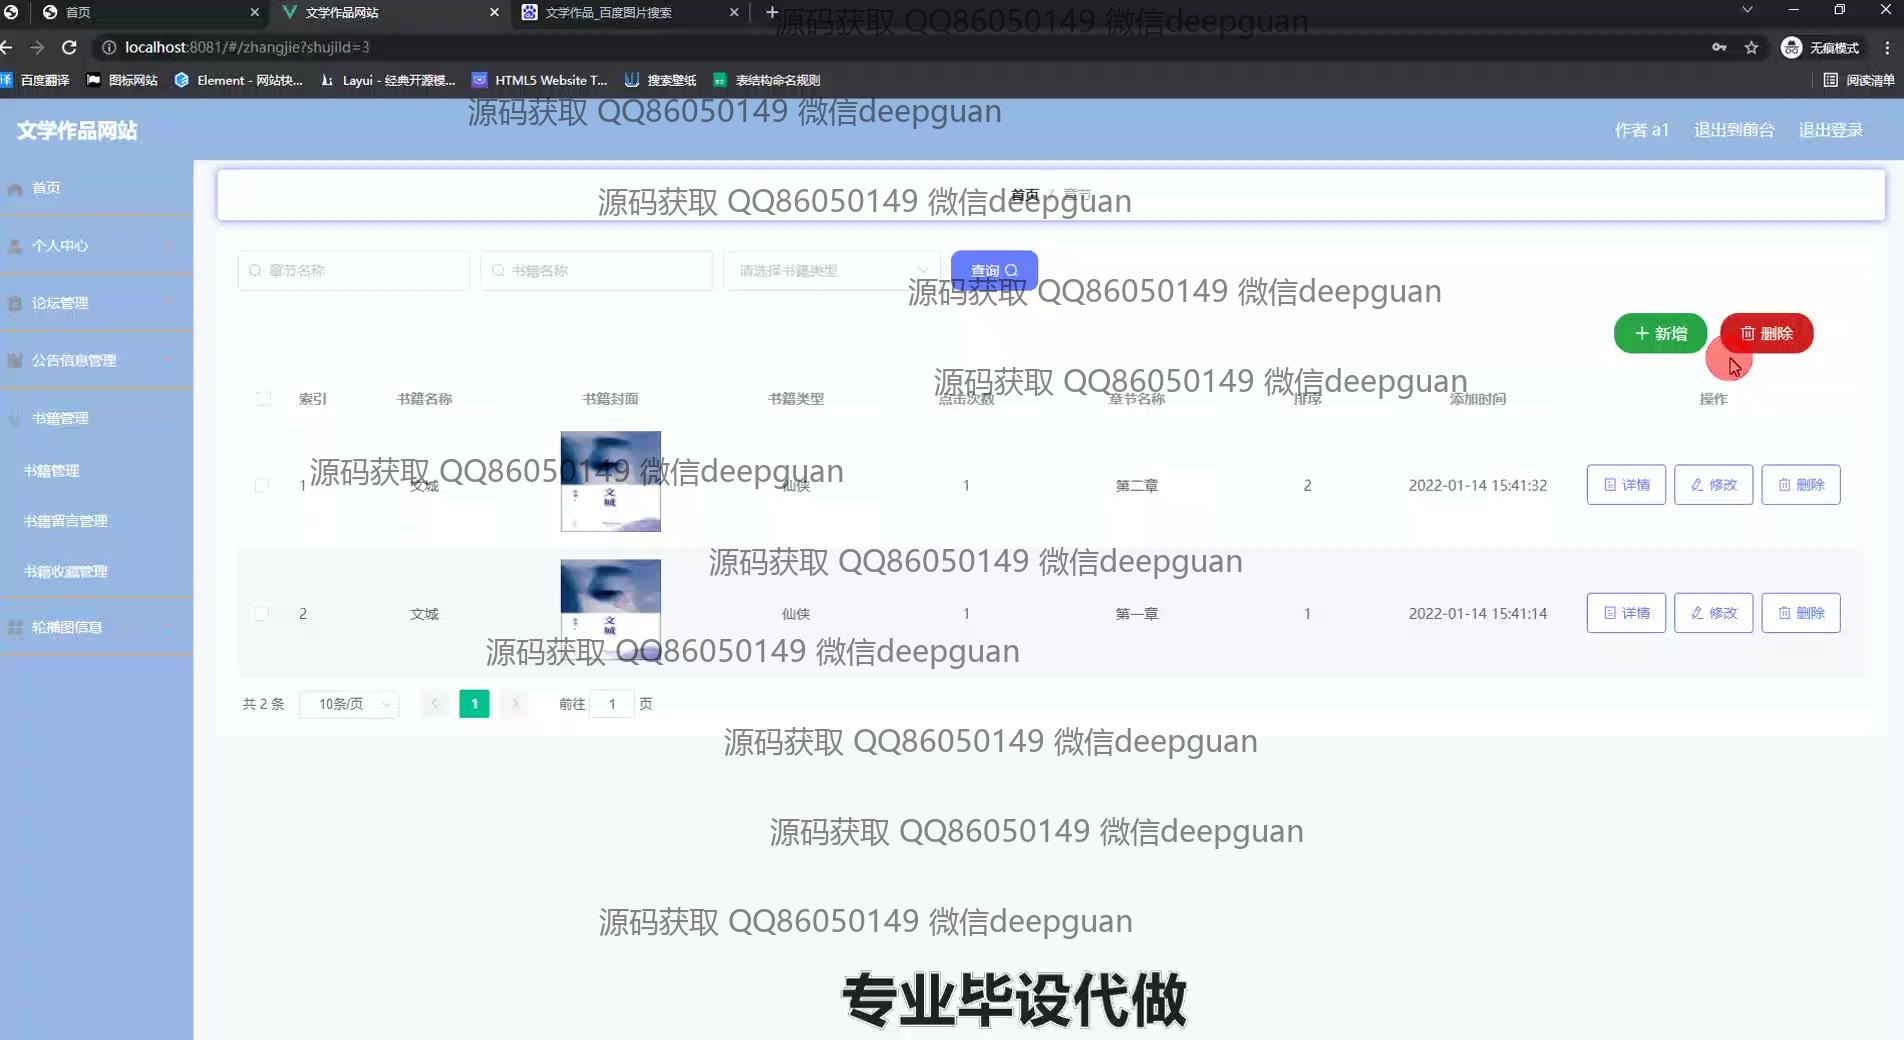 首页
文学作品网站
文学作品_百度图片搜索
源码获取 QQ86050149 微信deepguan
localhost:8081/#/zhangjie?shujiId=3
无痕模式
百度翻译
图标网站
Element - 网站快...
Layui - 经典开源模...
HTML5 Website T...
搜索壁纸
表结构命名规则
阅读清单
源码获取 QQ86050149 微信deepguan
文学作品网站
作者 a1
退出到前台
退出登录
首页
个人中心
论坛管理
公告信息管理
书籍管理
书籍管理
书籍留言管理
书籍收藏管理
轮播图信息
首页 / 章节
源码获取 QQ86050149 微信deepguan
章节名称
书籍名称
请选择书籍类型
查询
源码获取 QQ86050149 微信deepguan
新增
删除
源码获取 QQ86050149 微信deepguan
索引 书籍名称 书籍封面 书籍类型 点击次数 章节名称 排序 添加时间 操作
源码获取 QQ86050149 微信deepguan
1 文城 仙侠 1 第二章 2 2022-01-14 15:41:32 详情 修改 删除
文城
源码获取 QQ86050149 微信deepguan
2 文城 仙侠 1 第一章 1 2022-01-14 15:41:14 详情 修改 删除
文城
源码获取 QQ86050149 微信deepguan
共 2 条 10条/页 1 前往 1 页
源码获取 QQ86050149 微信deepguan
源码获取 QQ86050149 微信deepguan
源码获取 QQ86050149 微信deepguan
专业毕设代做